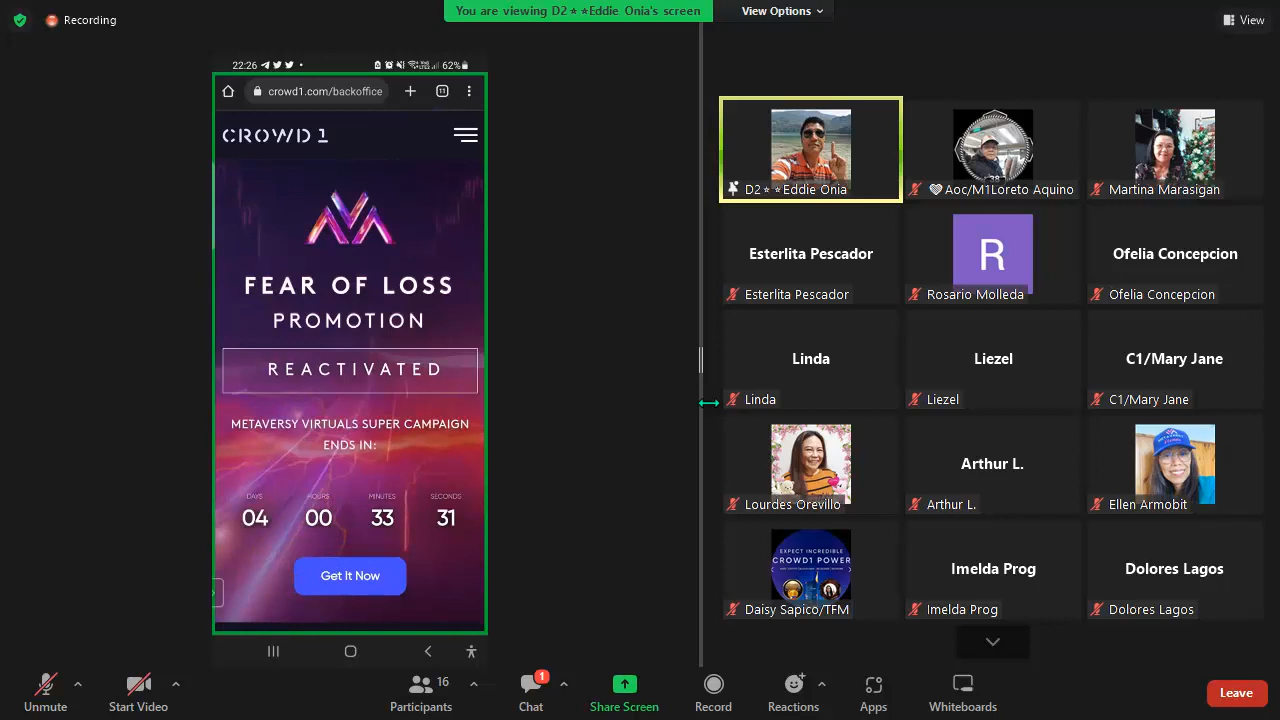 Recording
You are viewing D2⭑⭑Eddie Onia's screen
View Options
View
22:26
62%
crowd1.com/backoffice
11
CROWD1
FEAR OF LOSS
PROMOTION
REACTIVATED
METAVERSY VIRTUALS SUPER CAMPAIGN
ENDS IN:
DAYS HOURS MINUTES SECONDS
04 00 33 31
Get It Now
D2⭑⭑Eddie Onia
Aoc/M1Loreto Aquino
Martina Marasigan
Esterlita Pescador
Esterlita Pescador
R
Rosario Molleda
Ofelia Concepcion
Ofelia Concepcion
Linda
Linda
Liezel
Liezel
C1/Mary Jane
C1/Mary Jane
Lourdes Orevillo
Arthur L.
Arthur L.
Ellen Armobit
EXPECT INCREDIBLE
CROWD1 POWER
Daisy Sapico/TFM
Imelda Prog
Imelda Prog
Dolores Lagos
Dolores Lagos
Unmute
Start Video
16
Participants
1
Chat
Share Screen
Record
Reactions
Apps
Whiteboards
Leave